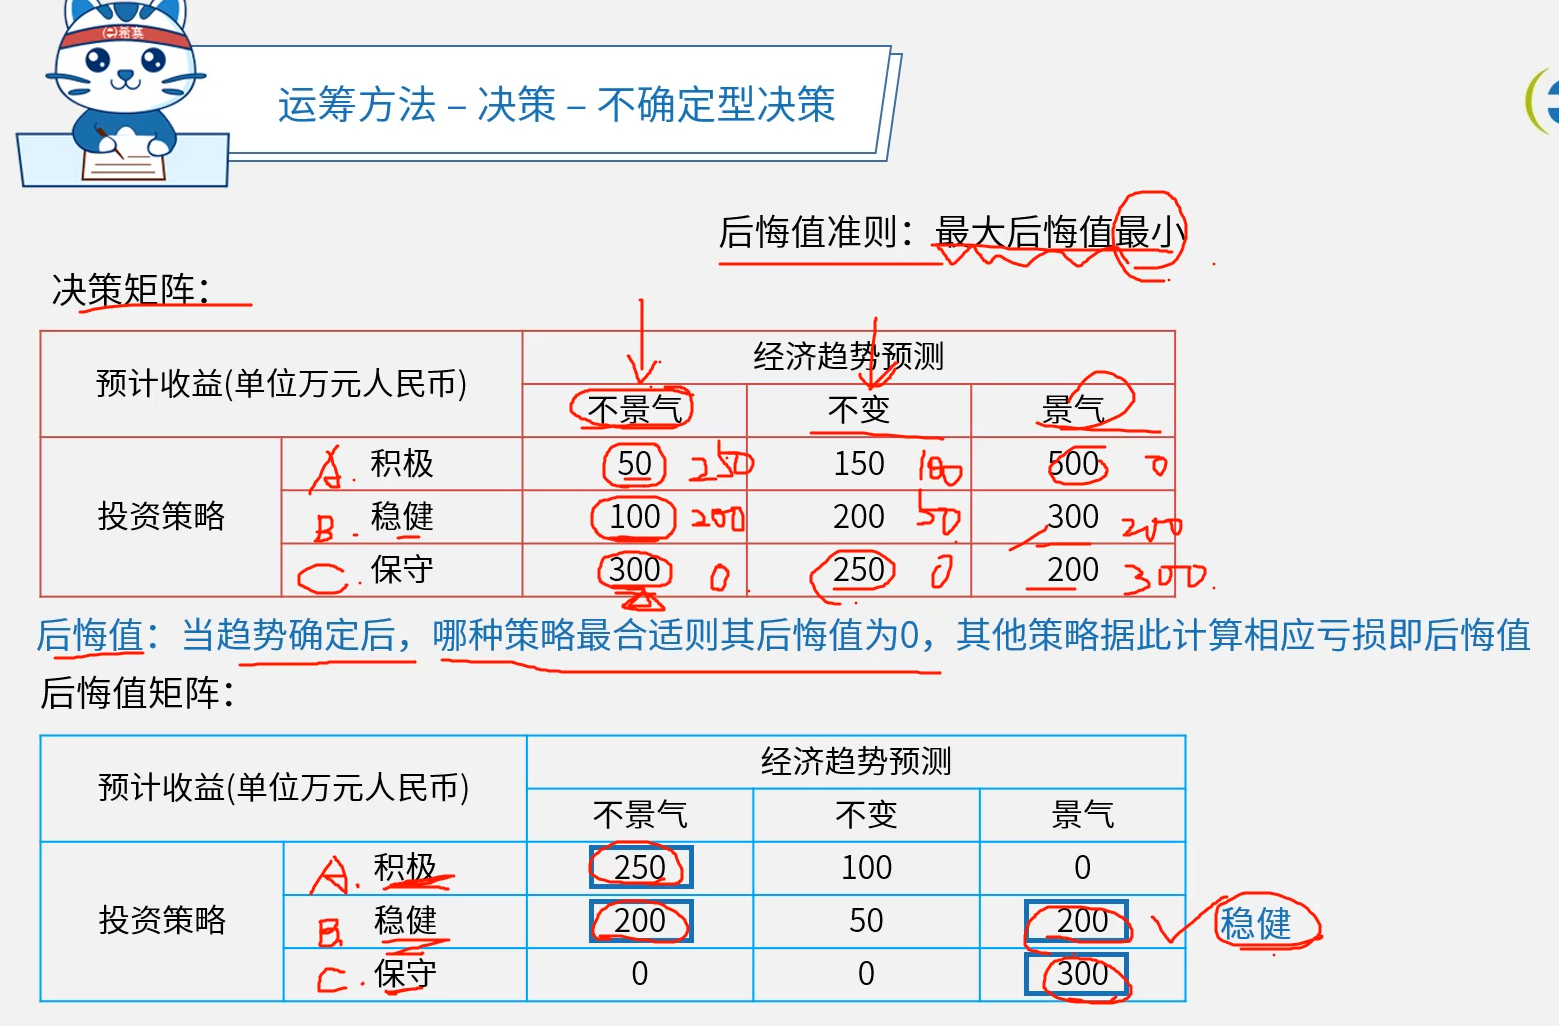 希赛
运筹方法 – 决策 – 不确定型决策
后悔值准则：最大后悔值最小
决策矩阵：
预计收益(单位万元人民币) 经济趋势预测
不景气 不变 景气
投资策略
A. 积极 50 250 150 100 500 0
B. 稳健 100 200 200 50 300 200
C. 保守 300 0 250 0 200 300
后悔值：当趋势确定后，哪种策略最合适则其后悔值为0，其他策略据此计算相应亏损即后悔值
后悔值矩阵：
预计收益(单位万元人民币) 经济趋势预测
不景气 不变 景气
投资策略
A. 积极 250 100 0
B. 稳健 200 50 200 稳健
C. 保守 0 0 300